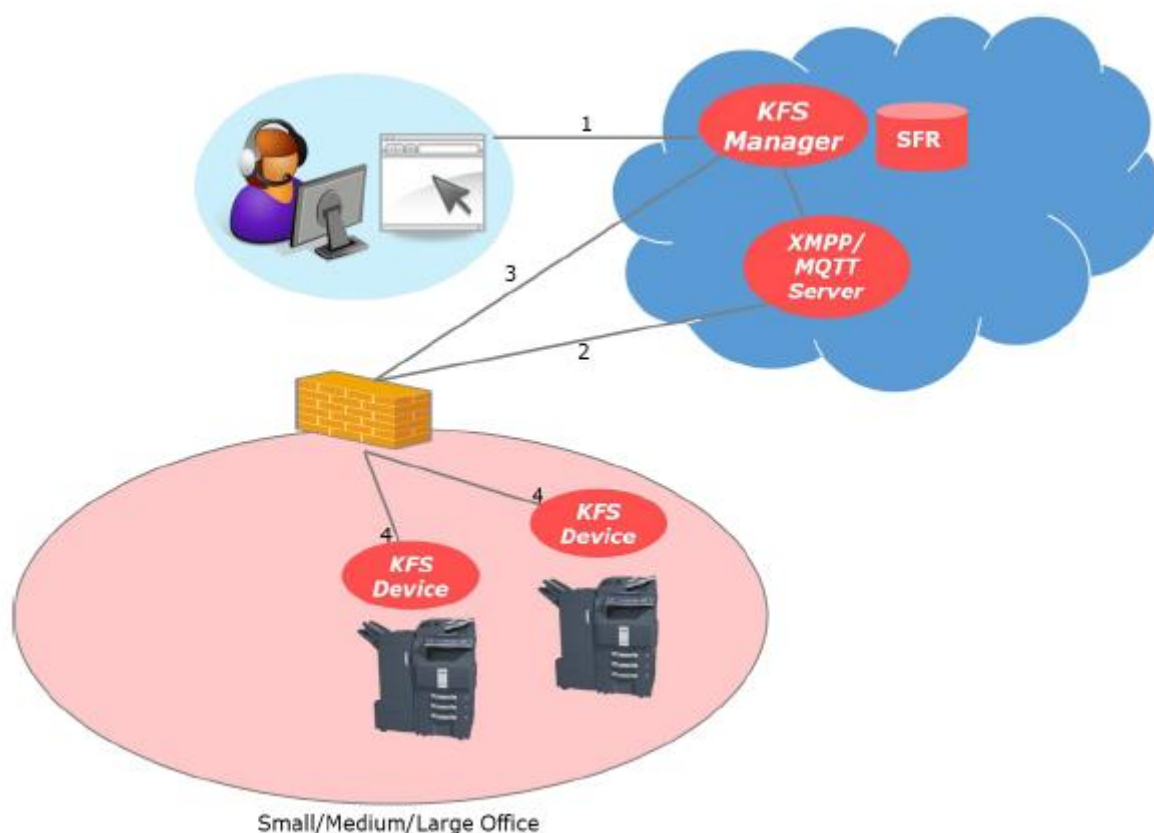 1
KFS
Manager
SFR
XMPP/
MQTT
Server
3
2
4
KFS
Device
4
KFS
Device
Small/Medium/Large Office